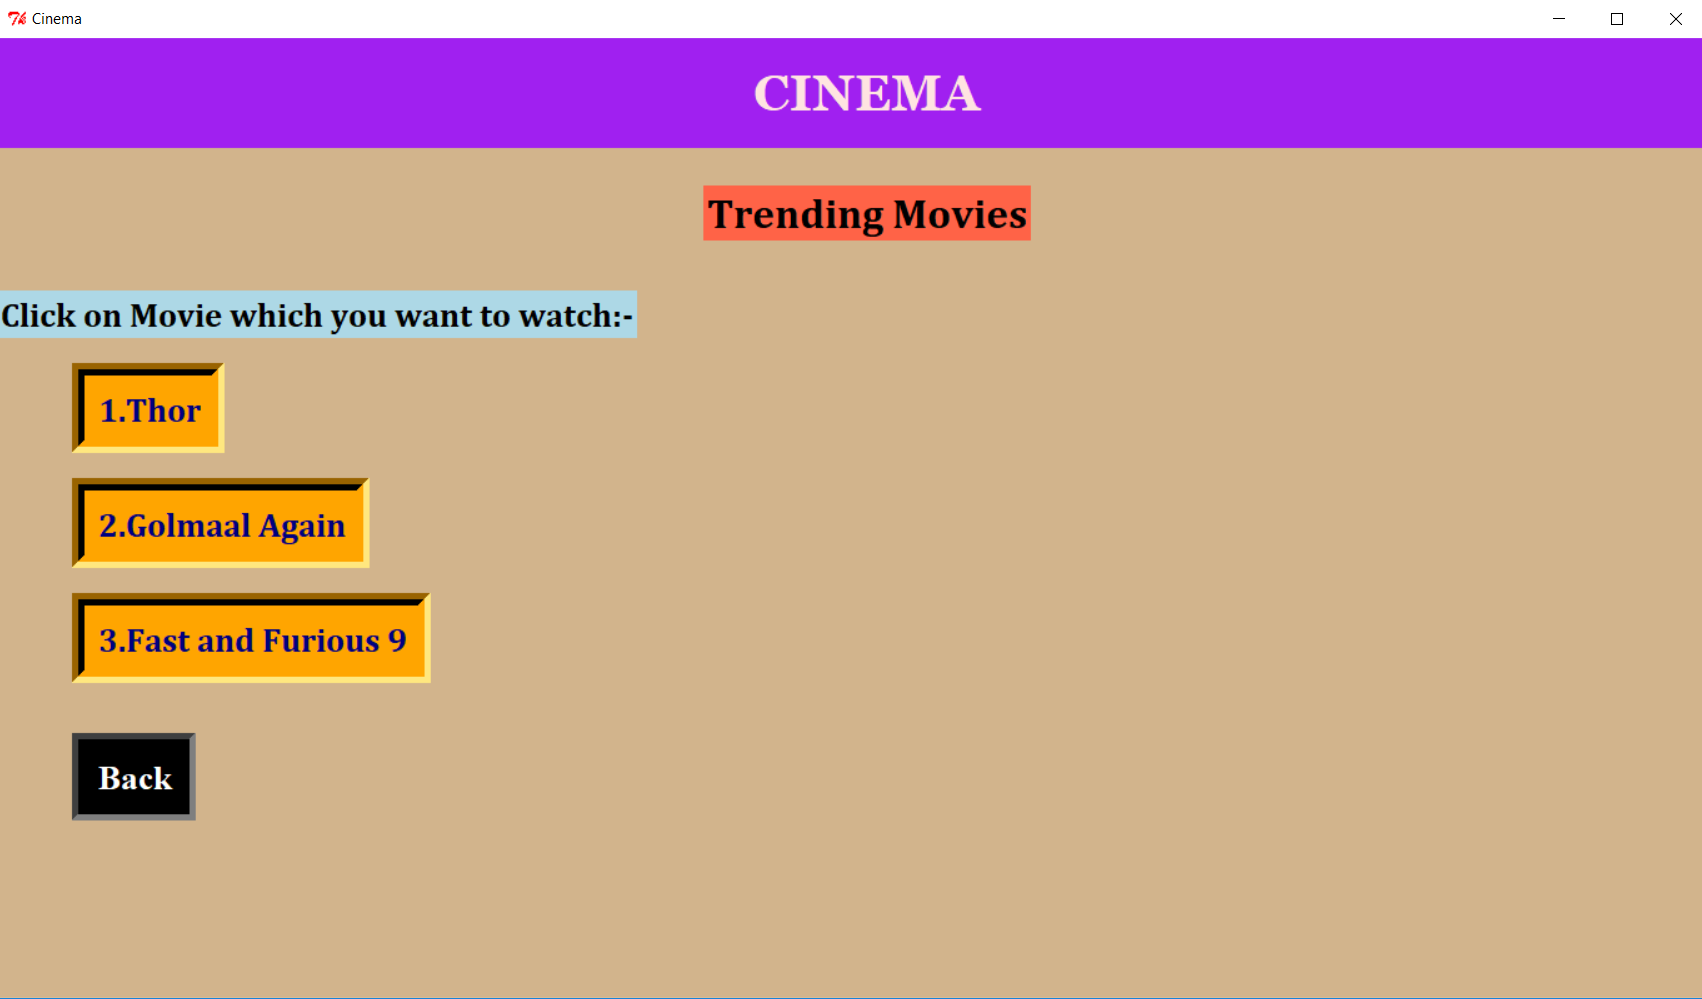 Cinema
CINEMA
Trending Movies
Click on Movie which you want to watch:-
1.Thor
2.Golmaal Again
3.Fast and Furious 9
Back